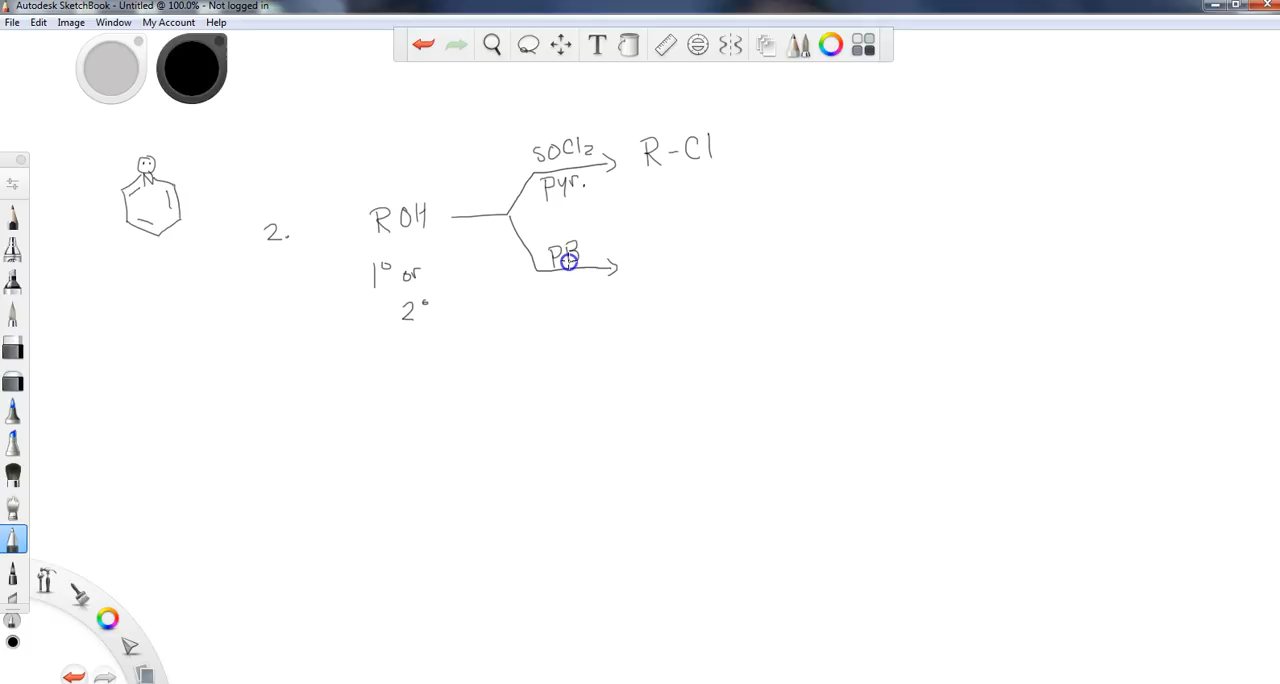 Autodesk SketchBook - Untitled @ 100.0% - Not logged in
File Edit Image Window My Account Help
SOCl2
R-Cl
pyr.
N
ROH
2.
PB
1° or
2°